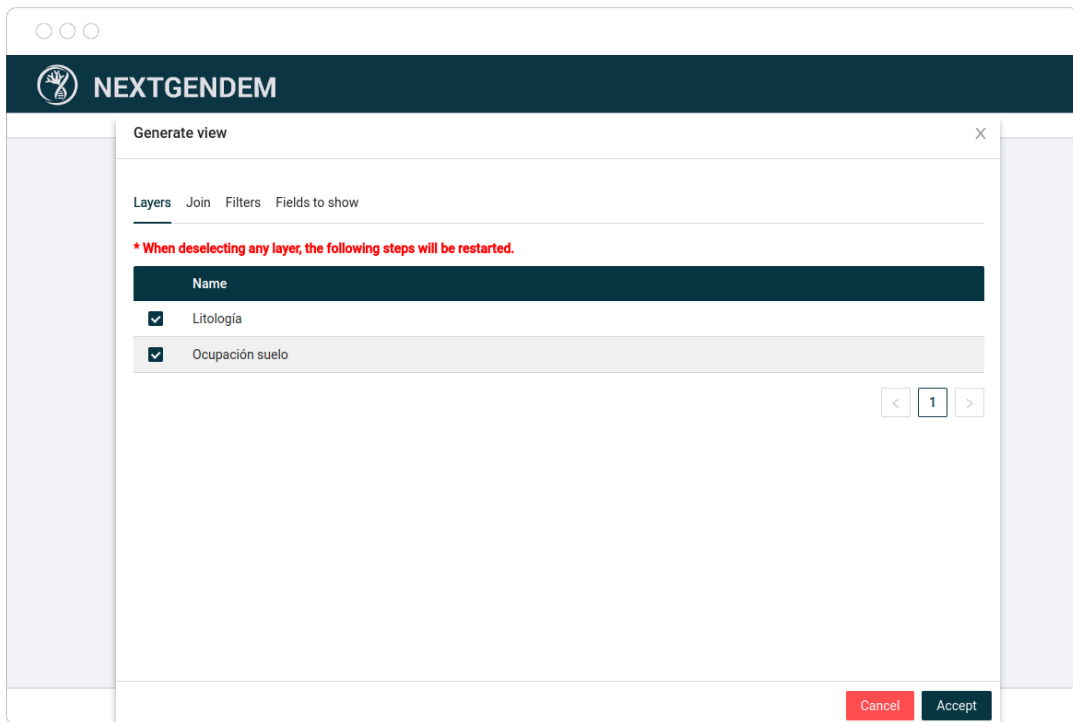 NEXTGENDEM
Generate view
Layers Join Filters Fields to show
* When deselecting any layer, the following steps will be restarted.
Name
Litología
Ocupación suelo
< 1 >
Cancel Accept